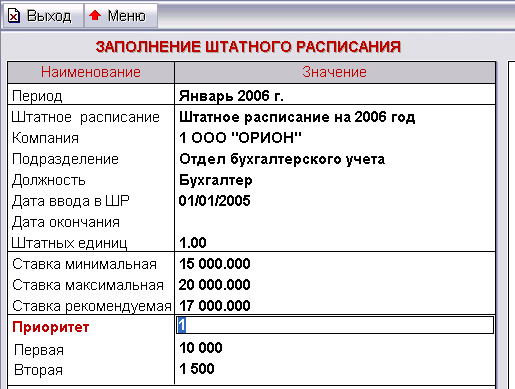 Выход Меню
ЗАПОЛНЕНИЕ ШТАТНОГО РАСПИСАНИЯ
Наименование Значение
Период Январь 2006 г.
Штатное расписание Штатное расписание на 2006 год
Компания 1 ООО "ОРИОН"
Подразделение Отдел бухгалтерского учета
Должность Бухгалтер
Дата ввода в ШР 01/01/2005
Дата окончания
Штатных единиц 1.00
Ставка минимальная 15 000.000
Ставка максимальная 20 000.000
Ставка рекомендуемая 17 000.000
Приоритет 1
Первая 10 000
Вторая 1 500